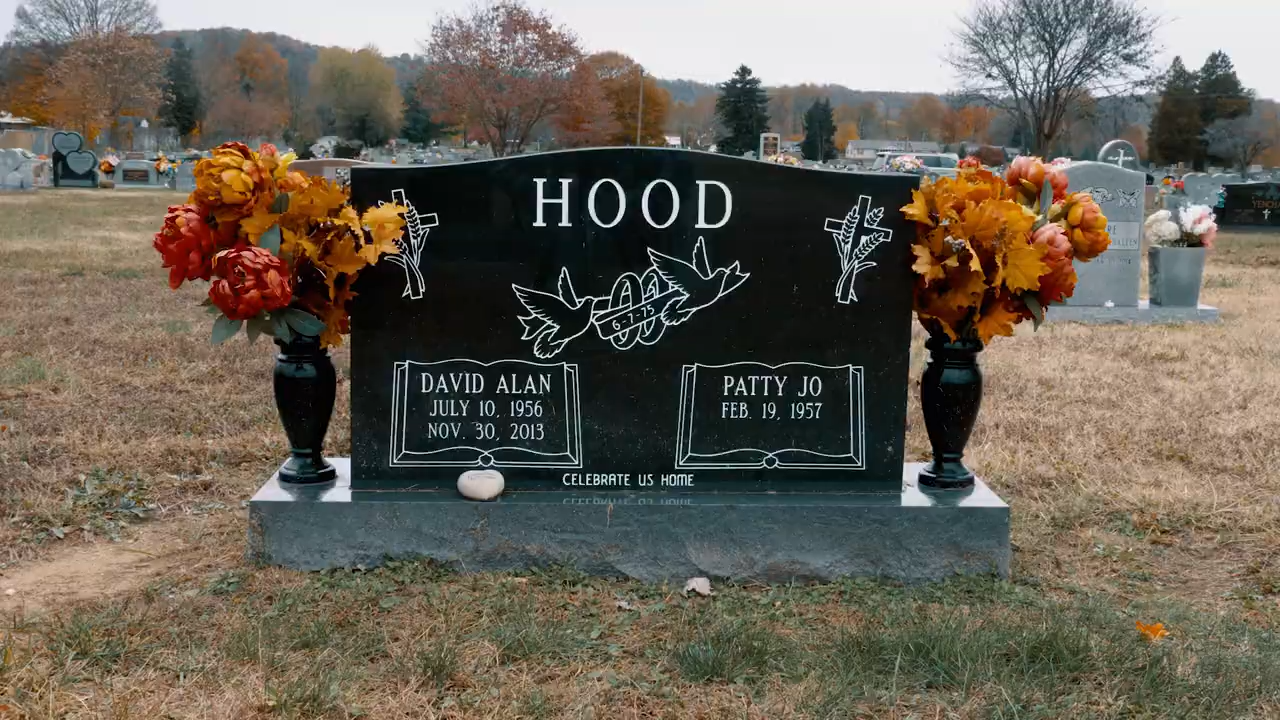 HOOD
6-7-75
DAVID ALAN
JULY 10, 1956
NOV. 30, 2013
PATTY JO
FEB. 19, 1957
CELEBRATE US HOME